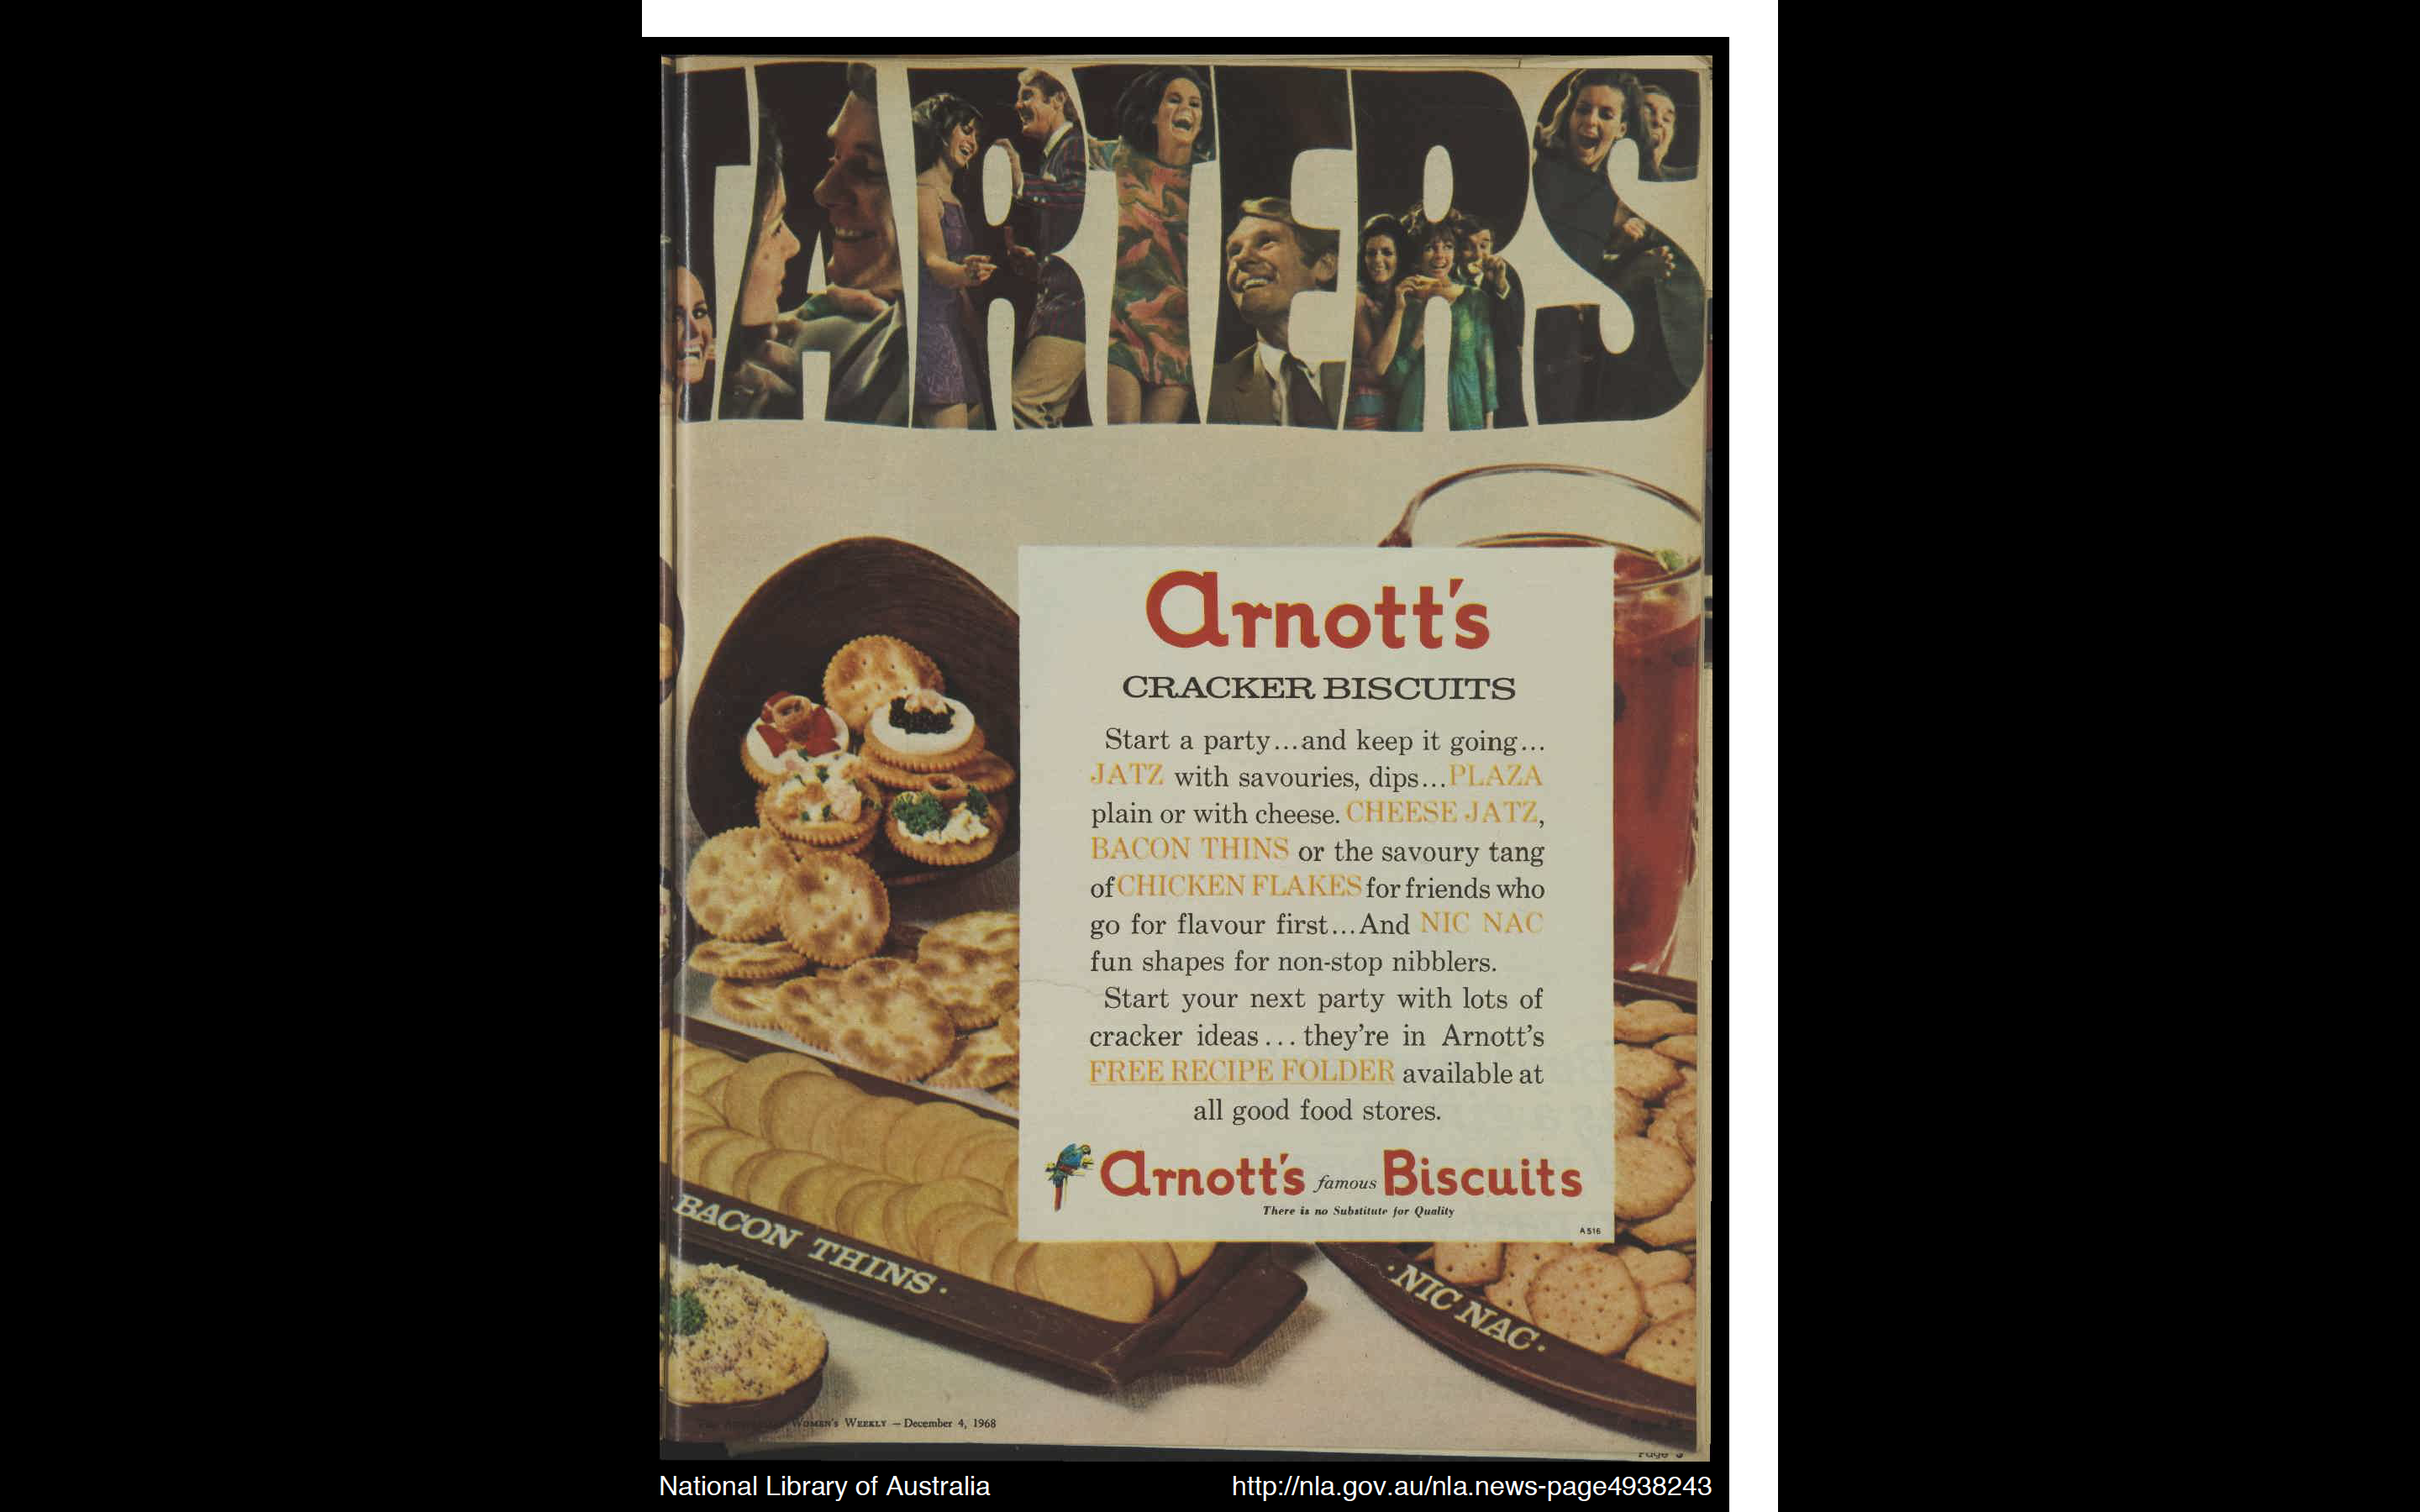 TARTERS
arnott's
CRACKER BISCUITS
Start a party...and keep it going...
JATZ with savouries, dips...PLAZA
plain or with cheese. CHEESE JATZ,
BACON THINS or the savoury tang
of CHICKEN FLAKES for friends who
go for flavour first...And NIC NAC
fun shapes for non-stop nibblers.
Start your next party with lots of
cracker ideas... they're in Arnott's
FREE RECIPE FOLDER available at
all good food stores.
arnott's famous Biscuits
There is no Substitute for Quality
A516
BACON THINS ·
· NIC NAC ·
Women's Weekly — December 4, 1968
National Library of Australia
http://nla.gov.au/nla.news-page4938243